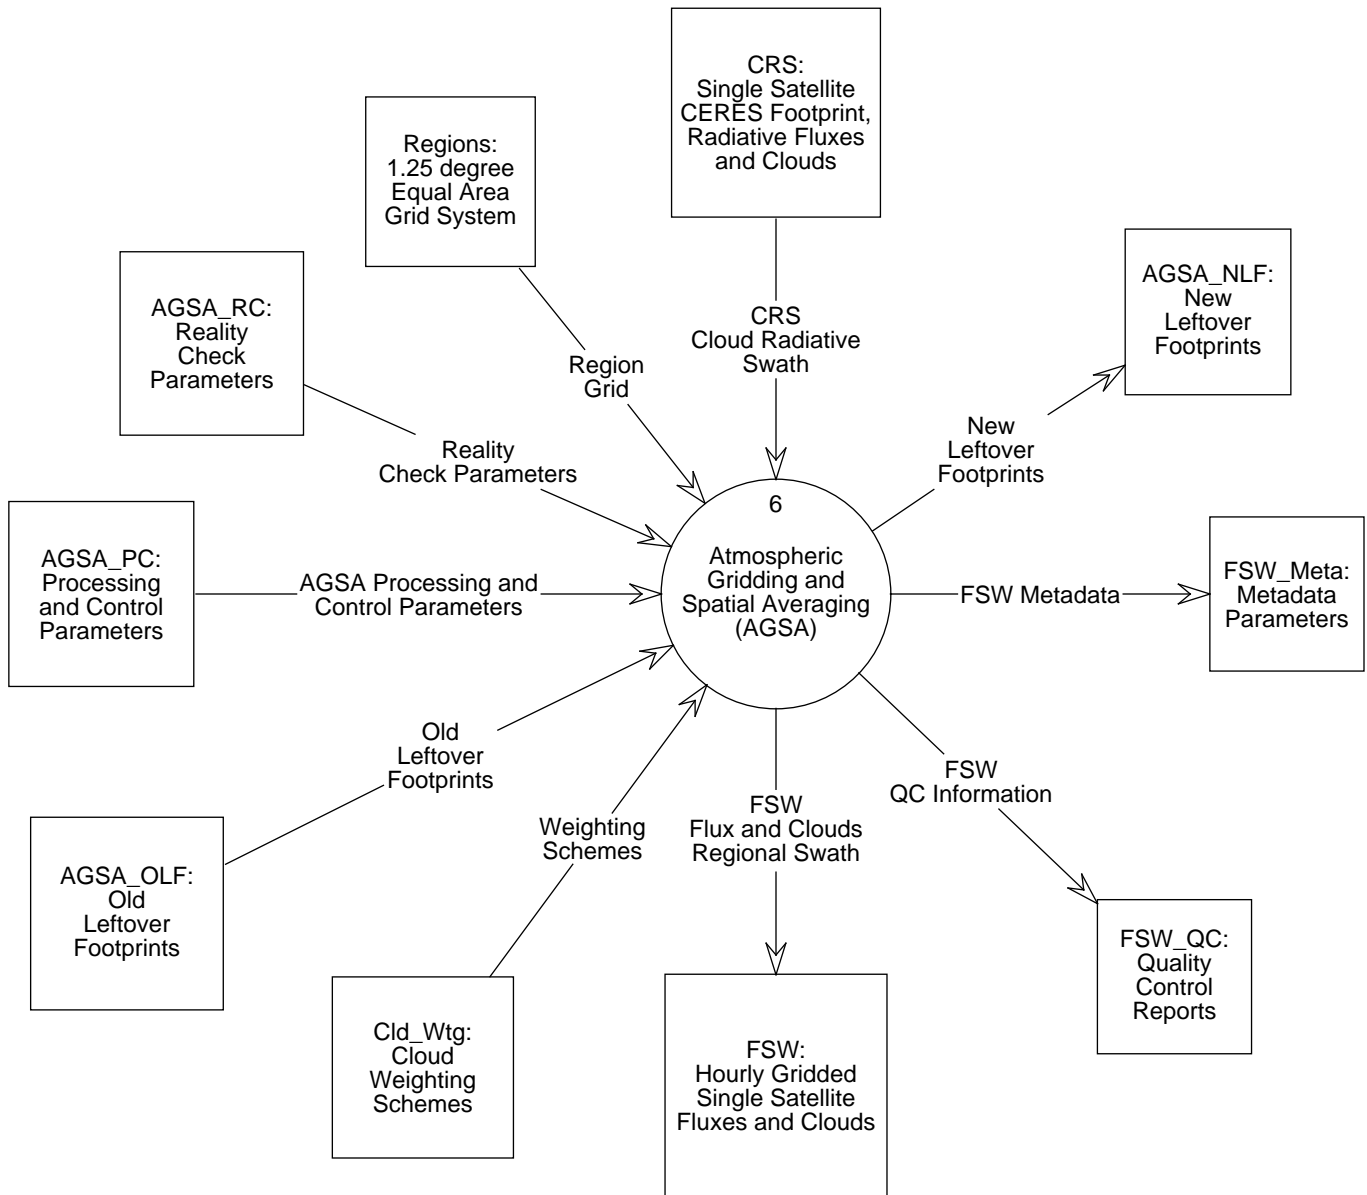 CRS:
Single Satellite
CERES Footprint,
Radiative Fluxes
and Clouds
Regions:
1.25 degree
Equal Area
Grid System
AGSA_RC:
Reality
Check
Parameters
AGSA_NLF:
New
Leftover
Footprints
CRS
Cloud Radiative
Swath
Region
Grid
Reality
Check Parameters
New
Leftover
Footprints
6
Atmospheric
Gridding and
Spatial Averaging
(AGSA)
AGSA_PC:
Processing
and Control
Parameters
AGSA Processing and
Control Parameters
FSW Metadata
FSW_Meta:
Metadada
Parameters
Old
Leftover
Footprints
FSW
QC Information
Weighting
Schemes
FSW
Flux and Clouds
Regional Swath
AGSA_OLF:
Old
Leftover
Footprints
FSW_QC:
Quality
Control
Reports
Cld_Wtg:
Cloud
Weighting
Schemes
FSW:
Hourly Gridded
Single Satellite
Fluxes and Clouds